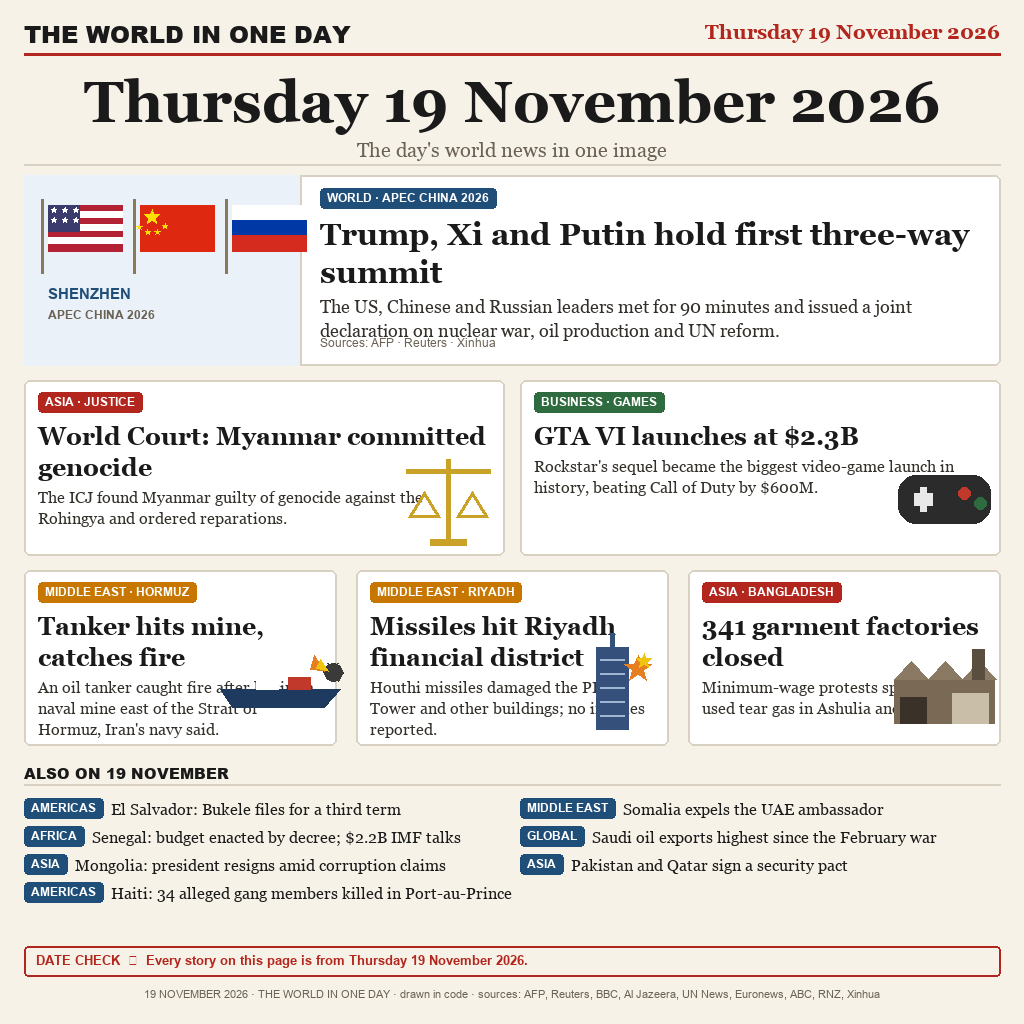 THE WORLD IN ONE DAY
Thursday 19 November 2026
Thursday 19 November 2026
The day's world news in one image
SHENZHEN
APEC CHINA 2026
WORLD · APEC CHINA 2026
Trump, Xi and Putin hold first three-way
summit
The US, Chinese and Russian leaders met for 90 minutes and issued a joint
declaration on nuclear war, oil production and UN reform.
Sources: AFP · Reuters · Xinhua
ASIA · JUSTICE
World Court: Myanmar committed
genocide
The ICJ found Myanmar guilty of genocide against the
Rohingya and ordered reparations.
BUSINESS · GAMES
GTA VI launches at $2.3B
Rockstar's sequel became the biggest video-game launch in
history, beating Call of Duty by $600M.
MIDDLE EAST · HORMUZ
Tanker hits mine,
catches fire
An oil tanker caught fire after
naval mine east of the Strait of
Hormuz, Iran's navy said.
MIDDLE EAST · RIYADH
Missiles hit Riyadh
financial district
Houthi missiles damaged the
Tower and other buildings; no
reported.
ASIA · BANGLADESH
341 garment factories
closed
Minimum-wage protests
used tear gas in Ashulia
ALSO ON 19 NOVEMBER
AMERICAS El Salvador: Bukele files for a third term
AFRICA Senegal: budget enacted by decree; $2.2B IMF talks
ASIA Mongolia: president resigns amid corruption claims
AMERICAS Haiti: 34 alleged gang members killed in Port-au-Prince
MIDDLE EAST Somalia expels the UAE ambassador
GLOBAL Saudi oil exports highest since the February war
ASIA Pakistan and Qatar sign a security pact
DATE CHECK Every story on this page is from Thursday 19 November 2026.
19 NOVEMBER 2026 · THE WORLD IN ONE DAY · drawn in code · sources: AFP, Reuters, BBC, Al Jazeera, UN News, Euronews, ABC, RNZ, Xinhua